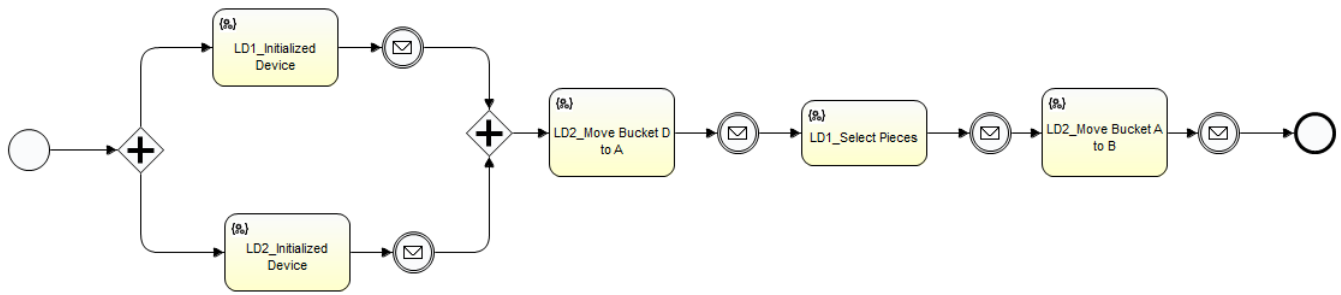 LD1_Initialized
Device
LD2_Initialized
Device
LD2_Move Bucket D
to A
LD1_Select Pieces
LD2_Move Bucket A
to B